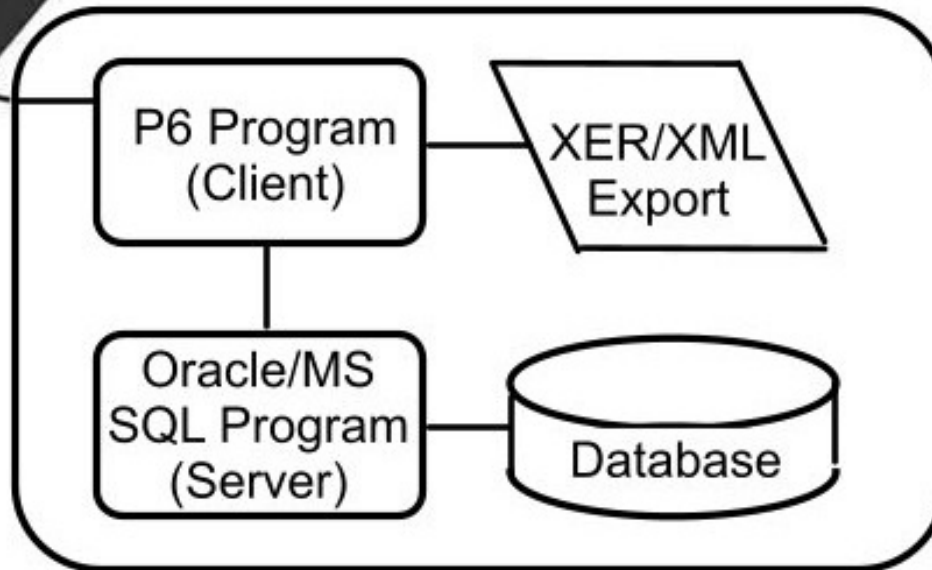 P6 Program
(Client)
XER/XML
Export
Oracle/MS
SQL Program
(Server)
Database